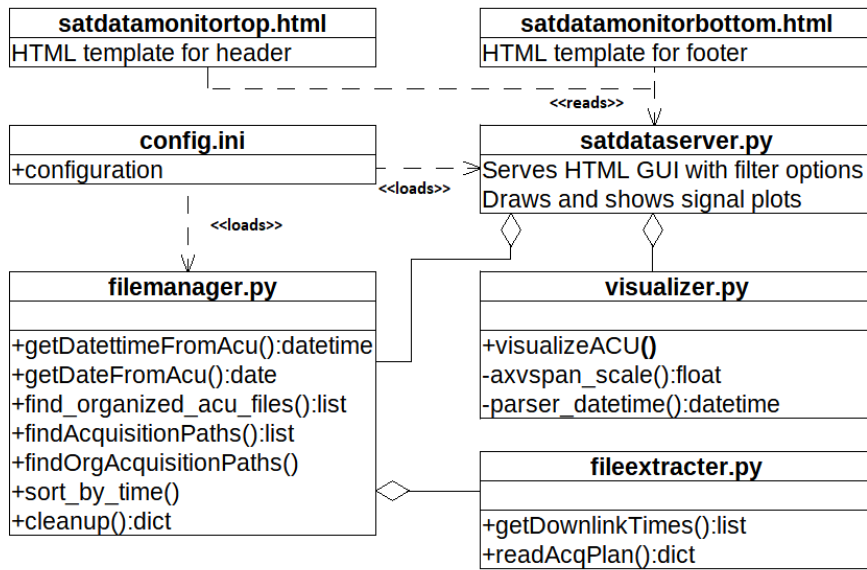 satdatamonitortop.html
HTML template for header
satdatamonitorbottom.html
HTML template for footer
<<reads>>
config.ini
+configuration
<<loads>>
<<loads>>
satdataserver.py
Serves HTML GUI with filter options
Draws and shows signal plots
filemanager.py
+getDatettimeFromAcu():datetime
+getDateFromAcu():date
+find_organized_acu_files():list
+findAcquisitionPaths():list
+findOrgAcquisitionPaths()
+sort_by_time()
+cleanup():dict
visualizer.py
+visualizeACU()
-axvspan_scale():float
-parser_datetime():datetime
fileextracter.py
+getDownlinkTimes():list
+readAcqPlan():dict